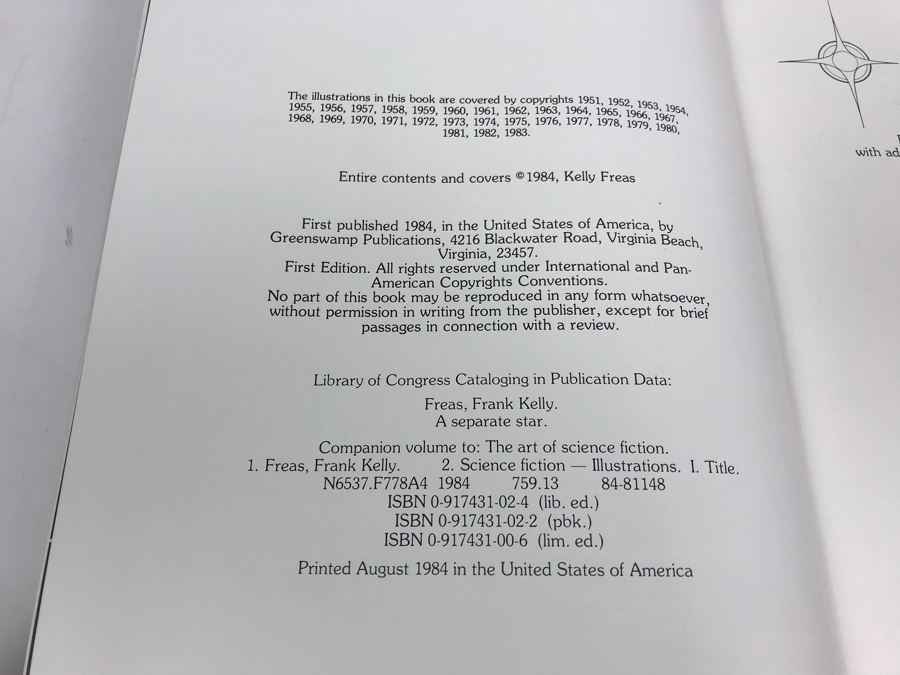 The illustrations in this book are covered by copyrights 1951, 1952, 1953, 1954,
1955, 1956, 1957, 1958, 1959, 1960, 1961, 1962, 1963, 1964, 1965, 1966, 1967,
1968, 1969, 1970, 1971, 1972, 1973, 1974, 1975, 1976, 1977, 1978, 1979, 1980,
1981, 1982, 1983.
Entire contents and covers ©1984, Kelly Freas
First published 1984, in the United States of America, by
Greenswamp Publications, 4216 Blackwater Road, Virginia Beach,
Virginia, 23457.
First Edition. All rights reserved under International and Pan-
American Copyrights Conventions.
No part of this book may be reproduced in any form whatsoever,
without permission in writing from the publisher, except for brief
passages in connection with a review.
Library of Congress Cataloging in Publication Data:
Freas, Frank Kelly.
A separate star.
Companion volume to: The art of science fiction.
1. Freas, Frank Kelly. 2. Science fiction — Illustrations. I. Title.
N6537.F778A4 1984 759.13 84-81148
ISBN 0-917431-02-4 (lib. ed.)
ISBN 0-917431-02-2 (pbk.)
ISBN 0-917431-00-6 (lim. ed.)
Printed August 1984 in the United States of America
with ad